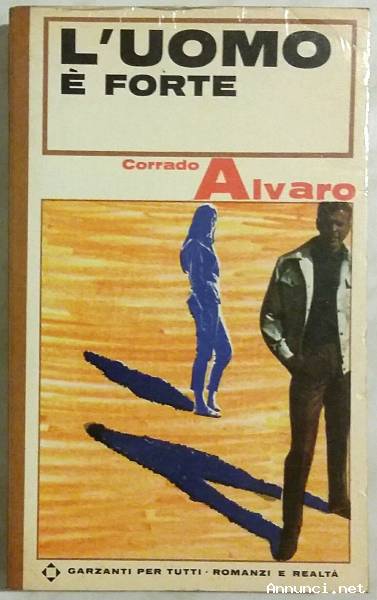 L'UOMO
È FORTE
Corrado Alvaro
GARZANTI PER TUTTI · ROMANZI E REALTÀ
Annunci.net